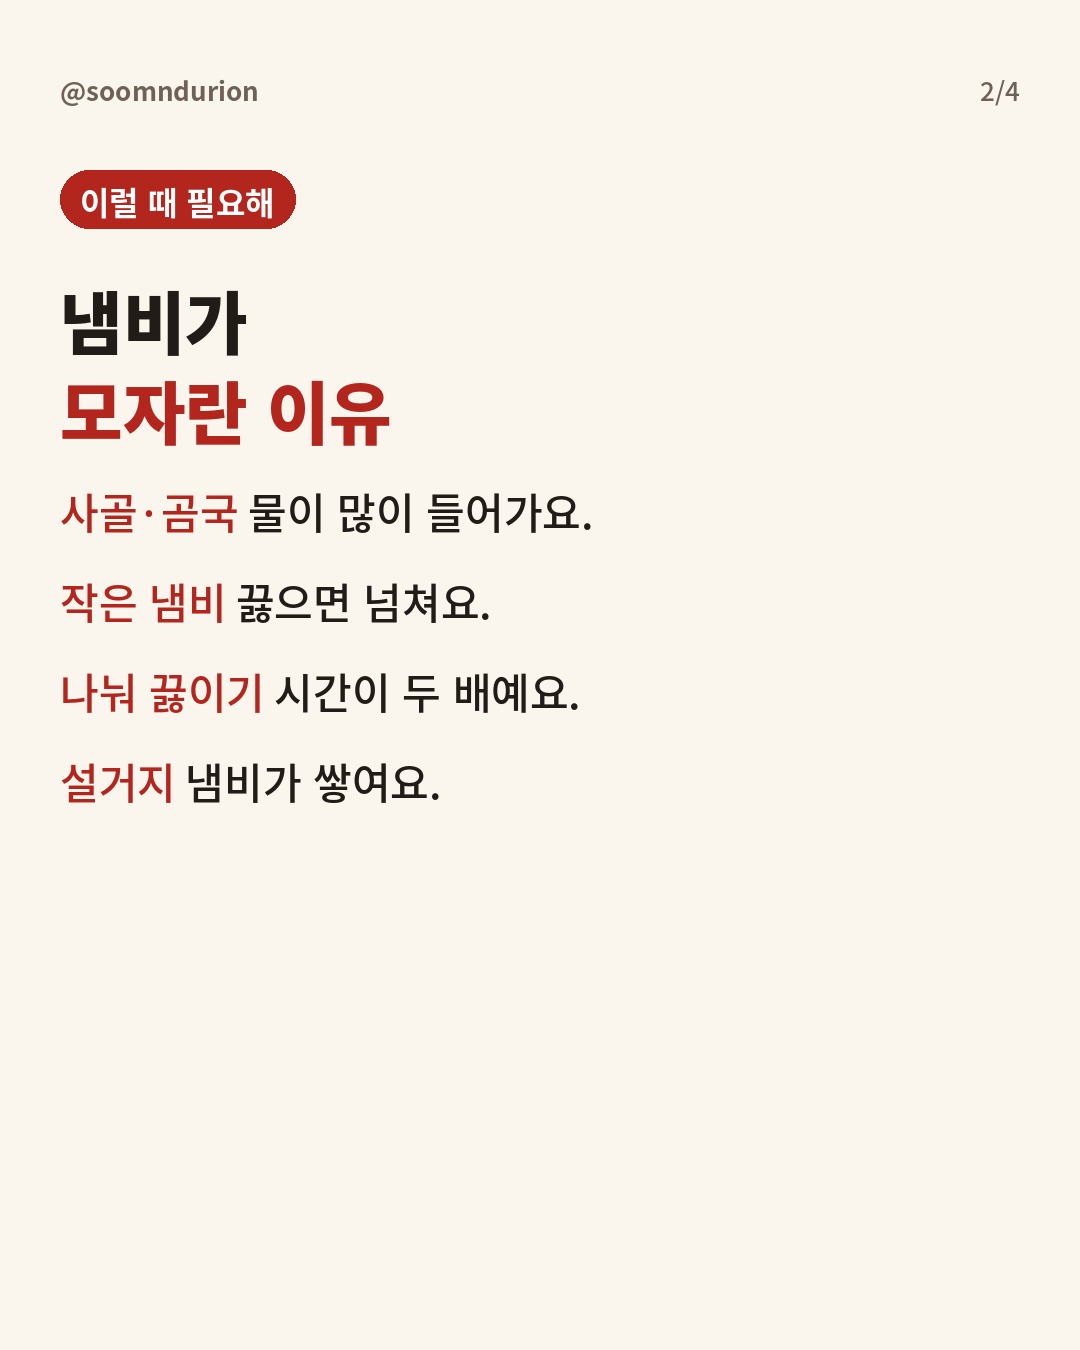 @soomndurion
2/4
이럴 때 필요해
냄비가
모자란 이유
사골·곰국 물이 많이 들어가요.
작은 냄비 끓으면 넘쳐요.
나눠 끓이기 시간이 두 배예요.
설거지 냄비가 쌓여요.